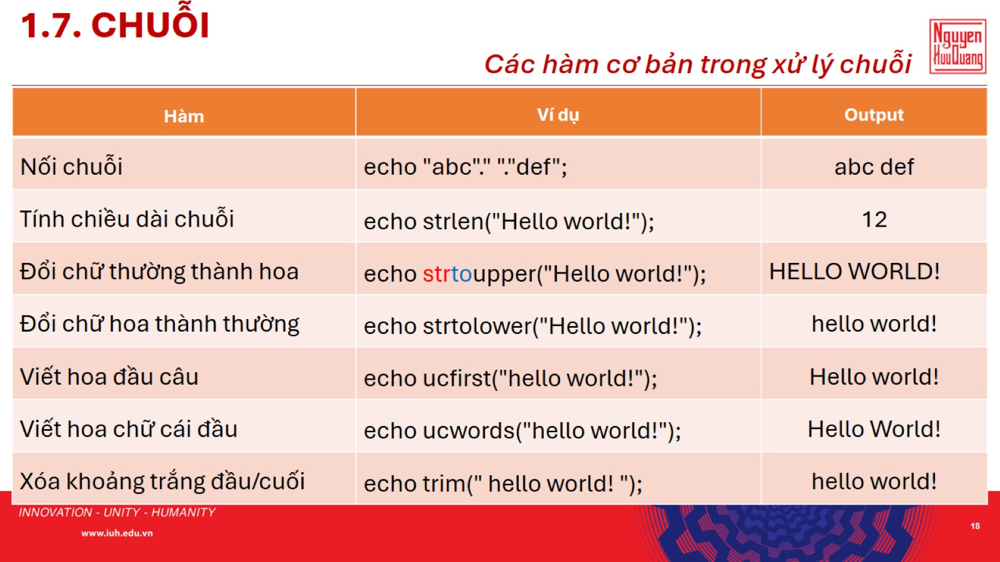 1.7. CHUỖI
Các hàm cơ bản trong xử lý chuỗi
Nguyen
HuuQuang
Hàm Ví dụ Output
Nối chuỗi echo "abc"." "."def"; abc def
Tính chiều dài chuỗi echo strlen("Hello world!"); 12
Đổi chữ thường thành hoa echo strtoupper("Hello world!"); HELLO WORLD!
Đổi chữ hoa thành thường echo strtolower("Hello world!"); hello world!
Viết hoa đầu câu echo ucfirst("hello world!"); Hello world!
Viết hoa chữ cái đầu echo ucwords("hello world!"); Hello World!
Xóa khoảng trắng đầu/cuối echo trim(" hello world! "); hello world!
INNOVATION - UNITY - HUMANITY
www.iuh.edu.vn
18